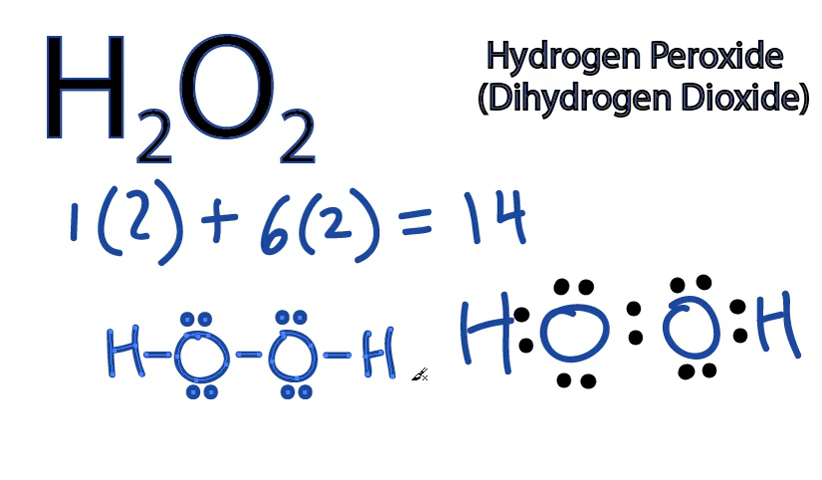 H₂O₂
Hydrogen Peroxide
(Dihydrogen Dioxide)
1(2) + 6(2) = 14
H–O–O–H
H:O:O:H